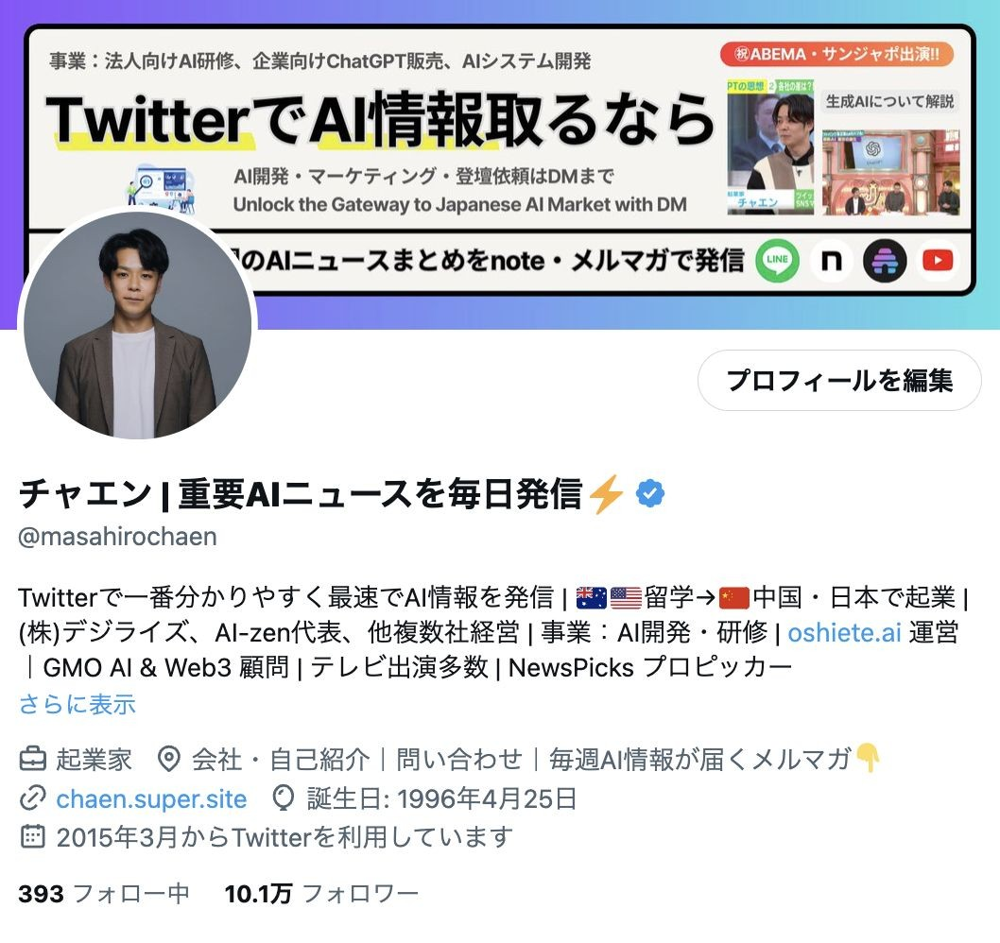 事業：法人向けAI研修、企業向けChatGPT販売、AIシステム開発
㊗ABEMA・サンジャポ出演!!
TwitterでAI情報取るなら
PTの思想 2 各社の差は?
生成AIについて解説
AI開発・マーケティング・登壇依頼はDMまで
Unlock the Gateway to Japanese AI Market with DM
チャエン
のAIニュースまとめをnote・メルマガで発信
LINE
プロフィールを編集
チャエン | 重要AIニュースを毎日発信⚡
@masahirochaen
Twitterで一番分かりやすく最速でAI情報を発信 | 🇦🇺🇺🇸留学→🇨🇳中国・日本で起業 |
(株)デジライズ、AI-zen代表、他複数社経営 | 事業：AI開発・研修 | oshiete.ai 運営
｜GMO AI & Web3 顧問 | テレビ出演多数 | NewsPicks プロピッカー
さらに表示
起業家 会社・自己紹介｜問い合わせ｜毎週AI情報が届くメルマガ👇
chaen.super.site 誕生日: 1996年4月25日
2015年3月からTwitterを利用しています
393 フォロー中 10.1万 フォロワー